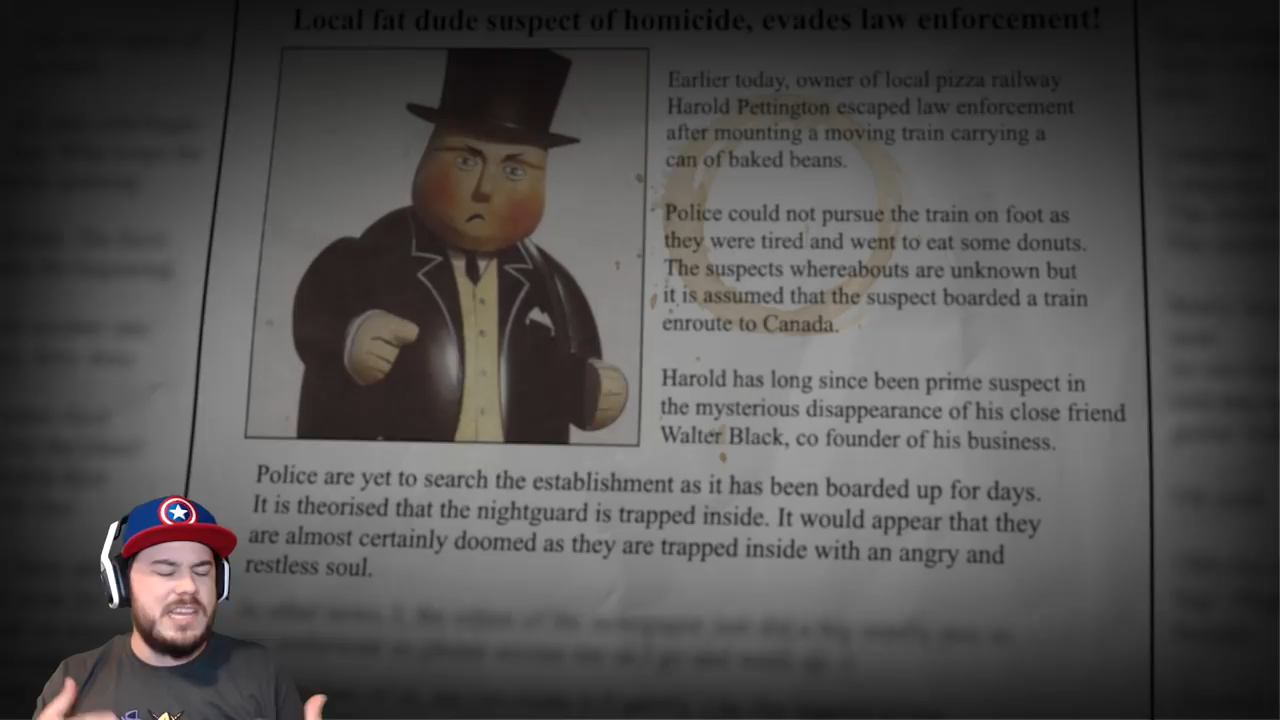 Local fat dude suspect of homicide, evades law enforcement!
Earlier today, owner of local pizza railway
Harold Pettington escaped law enforcement
after mounting a moving train carrying a
can of baked beans.
Police could not pursue the train on foot as
they were tired and went to eat some donuts.
The suspects whereabouts are unknown but
it is assumed that the suspect boarded a train
enroute to Canada.
Harold has long since been prime suspect in
the mysterious disappearance of his close friend
Walter Black, co founder of his business.
Police are yet to search the establishment as it has been boarded up for days.
It is theorised that the nightguard is trapped inside. It would appear that they
are almost certainly doomed as they are trapped inside with an angry and
restless soul.